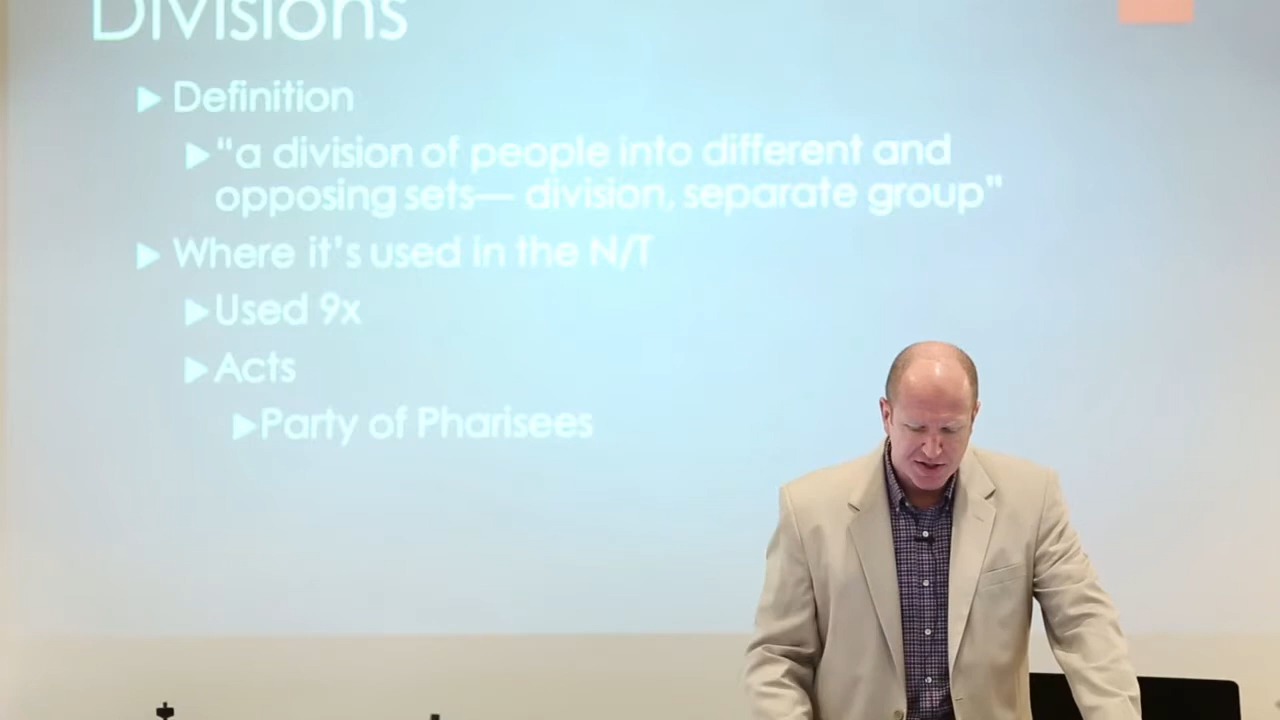 Divisions
Definition
"a division of people into different and
opposing sets— division, separate group"
Where it's used in the N/T
Used 9x
Acts
Party of Pharisees